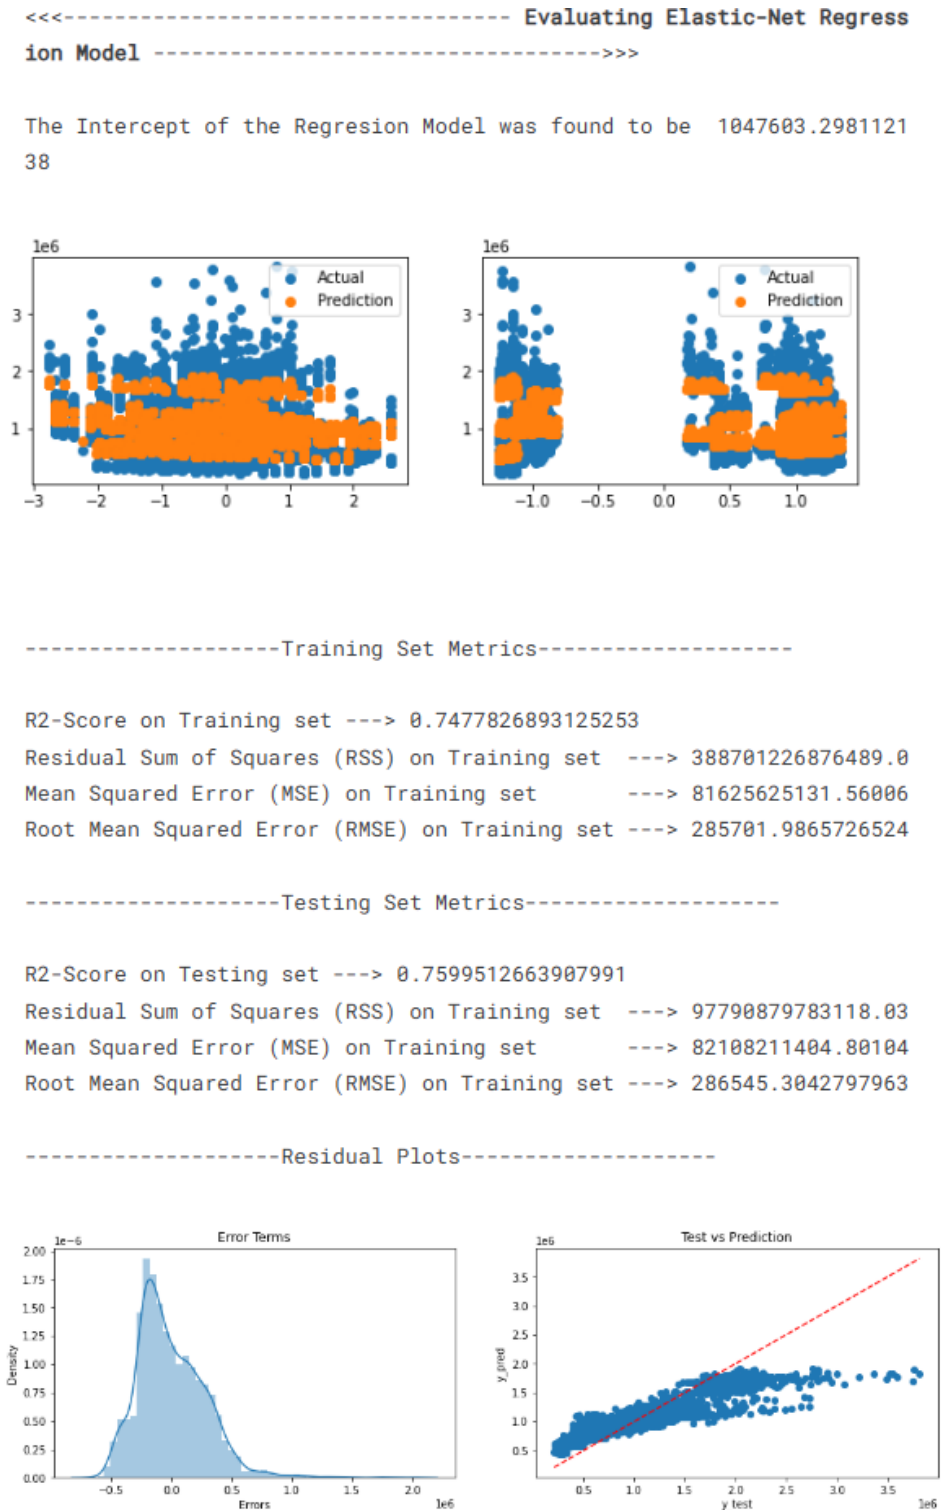 <<<----------------------------------- Evaluating Elastic-Net Regress
ion Model ----------------------------------->>>
The Intercept of the Regresion Model was found to be  1047603.2981121
38
1e6
1e6
Actual
Prediction
Actual
Prediction
3
2
1
3
2
1
−3 −2 −1 0 1 2
−1.0 −0.5 0.0 0.5 1.0
--------------------Training Set Metrics--------------------
R2-Score on Training set ---> 0.7477826893125253
Residual Sum of Squares (RSS) on Training set  ---> 388701226876489.0
Mean Squared Error (MSE) on Training set       ---> 81625625131.56006
Root Mean Squared Error (RMSE) on Training set ---> 285701.9865726524
--------------------Testing Set Metrics--------------------
R2-Score on Testing set ---> 0.7599512663907991
Residual Sum of Squares (RSS) on Training set  ---> 97790879783118.03
Mean Squared Error (MSE) on Training set       ---> 82108211404.80104
Root Mean Squared Error (RMSE) on Training set ---> 286545.3042797963
--------------------Residual Plots--------------------
Error Terms
1e−6
2.00
1.75
1.50
1.25
1.00
0.75
0.50
0.25
0.00
Density
−0.5 0.0 0.5 1.0 1.5 2.0
1e6
Errors
Test vs Prediction
1e6
3.5
3.0
2.5
2.0
1.5
1.0
0.5
y_pred
0.5 1.0 1.5 2.0 2.5 3.0 3.5
1e6
y test